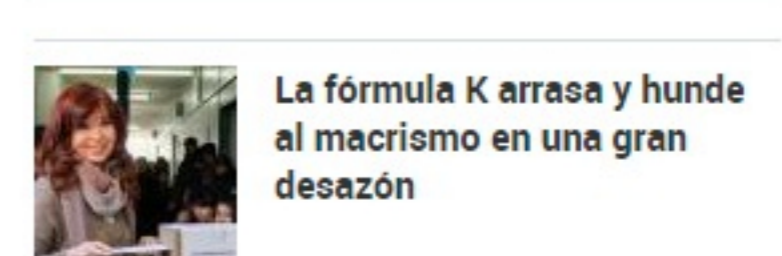 La fórmula K arrasa y hunde
al macrismo en una gran
desazón